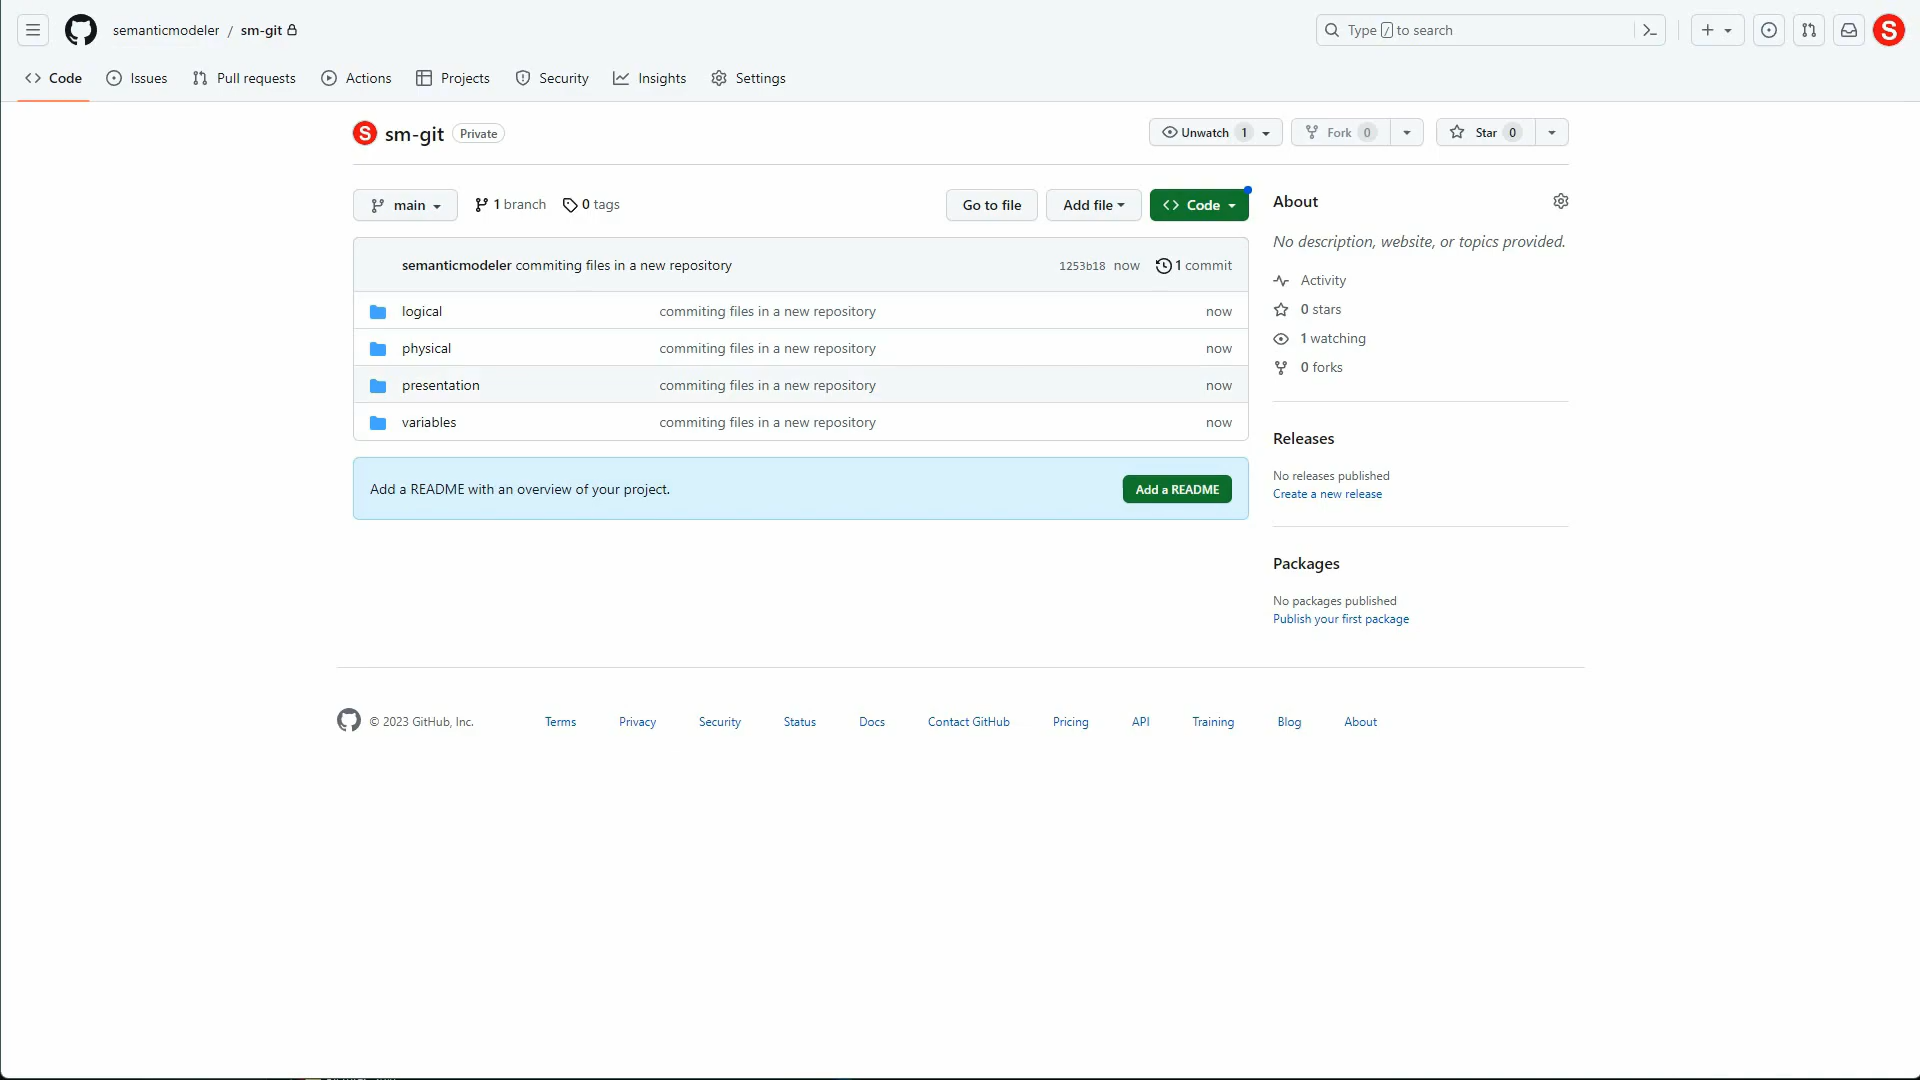 semanticmodeler / sm-git
Type / to search
S
Code
Issues
Pull requests
Actions
Projects
Security
Insights
Settings
S sm-git Private
Unwatch 1
Fork 0
Star 0
main
1 branch
0 tags
Go to file
Add file
Code
semanticmodeler commiting files in a new repository
1253b18 now
1 commit
logical commiting files in a new repository now
physical commiting files in a new repository now
presentation commiting files in a new repository now
variables commiting files in a new repository now
Add a README with an overview of your project.
Add a README
About
No description, website, or topics provided.
Activity
0 stars
1 watching
0 forks
Releases
No releases published
Create a new release
Packages
No packages published
Publish your first package
© 2023 GitHub, Inc.
Terms
Privacy
Security
Status
Docs
Contact GitHub
Pricing
API
Training
Blog
About